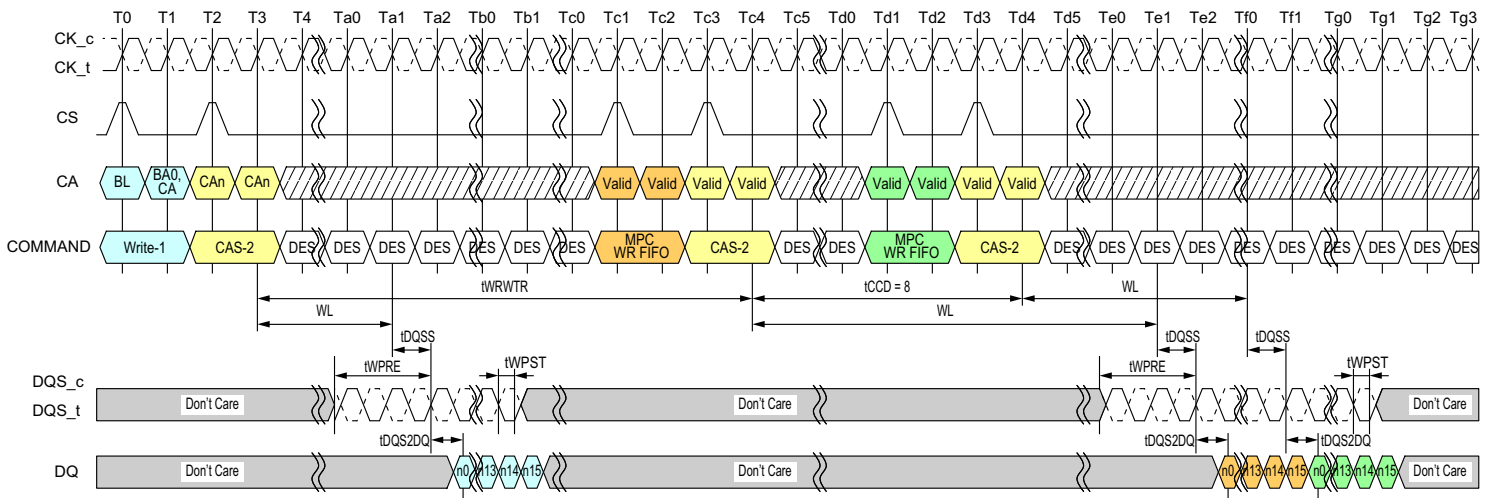 T0 T1 T2 T3 T4 Ta0 Ta1 Ta2 Tb0 Tb1 Tc0 Tc1 Tc2 Tc3 Tc4 Tc5 Td0 Td1 Td2 Td3 Td4 Td5 Te0 Te1 Te2 Tf0 Tf1 Tg0 Tg1 Tg2 Tg3
CK_c
CK_t
CS
CA BL BA0, CA CAn CAn Valid Valid Valid Valid Valid Valid Valid Valid
COMMAND Write-1 CAS-2 DES DES DES DES DES DES DES MPC WR FIFO CAS-2 DES DES MPC WR FIFO CAS-2 DES DES DES DES DES DES DES DES DES DES
tWRWTR tCCD = 8 WL
WL WL
tDQSS tDQSS tDQSS
tWPRE tWPST tWPRE tWPST
DQS_c
DQS_t
Don't Care Don't Care Don't Care
tDQS2DQ tDQS2DQ tDQS2DQ
DQ Don't Care n0 n13 n14 n15 Don't Care n0 n13 n14 n15 n0 n13 n14 n15 Don't Care